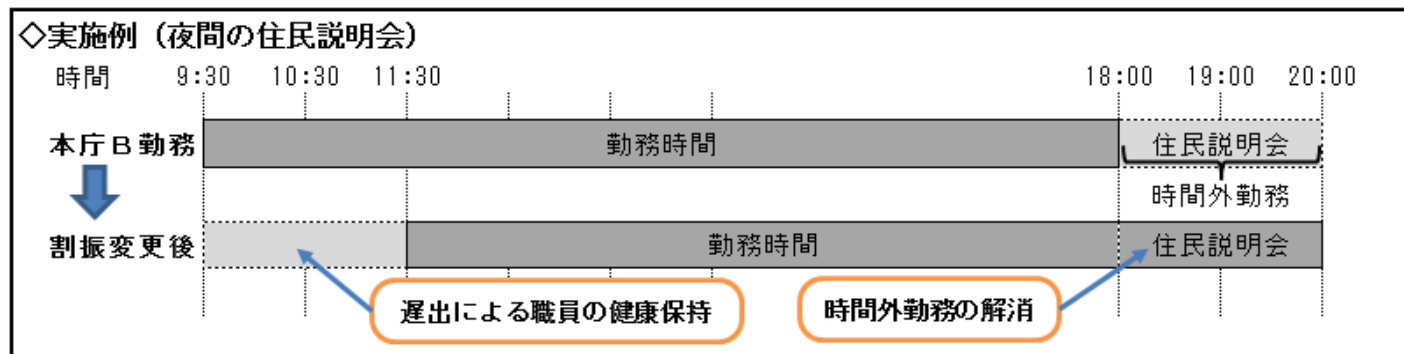 ◇実施例（夜間の住民説明会）
時間 9:30 10:30 11:30 18:00 19:00 20:00
本庁Ｂ勤務 勤務時間 住民説明会
時間外勤務
割振変更後 勤務時間 住民説明会
遅出による職員の健康保持 時間外勤務の解消